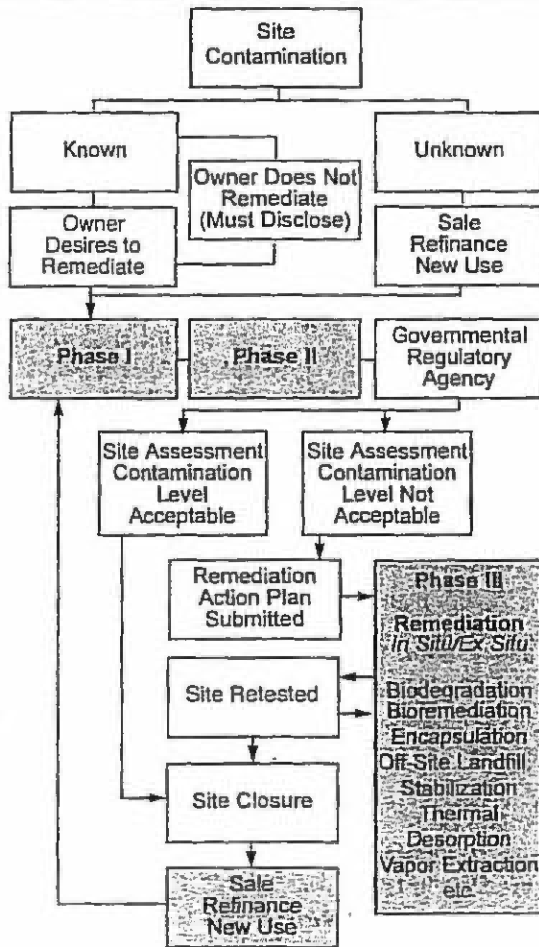 Site
Contamination
Known
Unknown
Owner Does Not
Remediate
(Must Disclose)
Owner
Desires to
Remediate
Sale
Refinance
New Use
Phase I
Phase II
Governmental
Regulatory
Agency
Site Assessment
Contamination
Level
Acceptable
Site Assessment
Contamination
Level Not
Acceptable
Remediation
Action Plan
Submitted
Phase III
Remediation
In Situ/Ex Situ
Biodegradation
Bioremediation
Encapsulation
Off-Site Landfill
Stabilization
Thermal
Desorption
Vapor Extraction
etc
Site Retested
Site Closure
Sale
Refinance
New Use